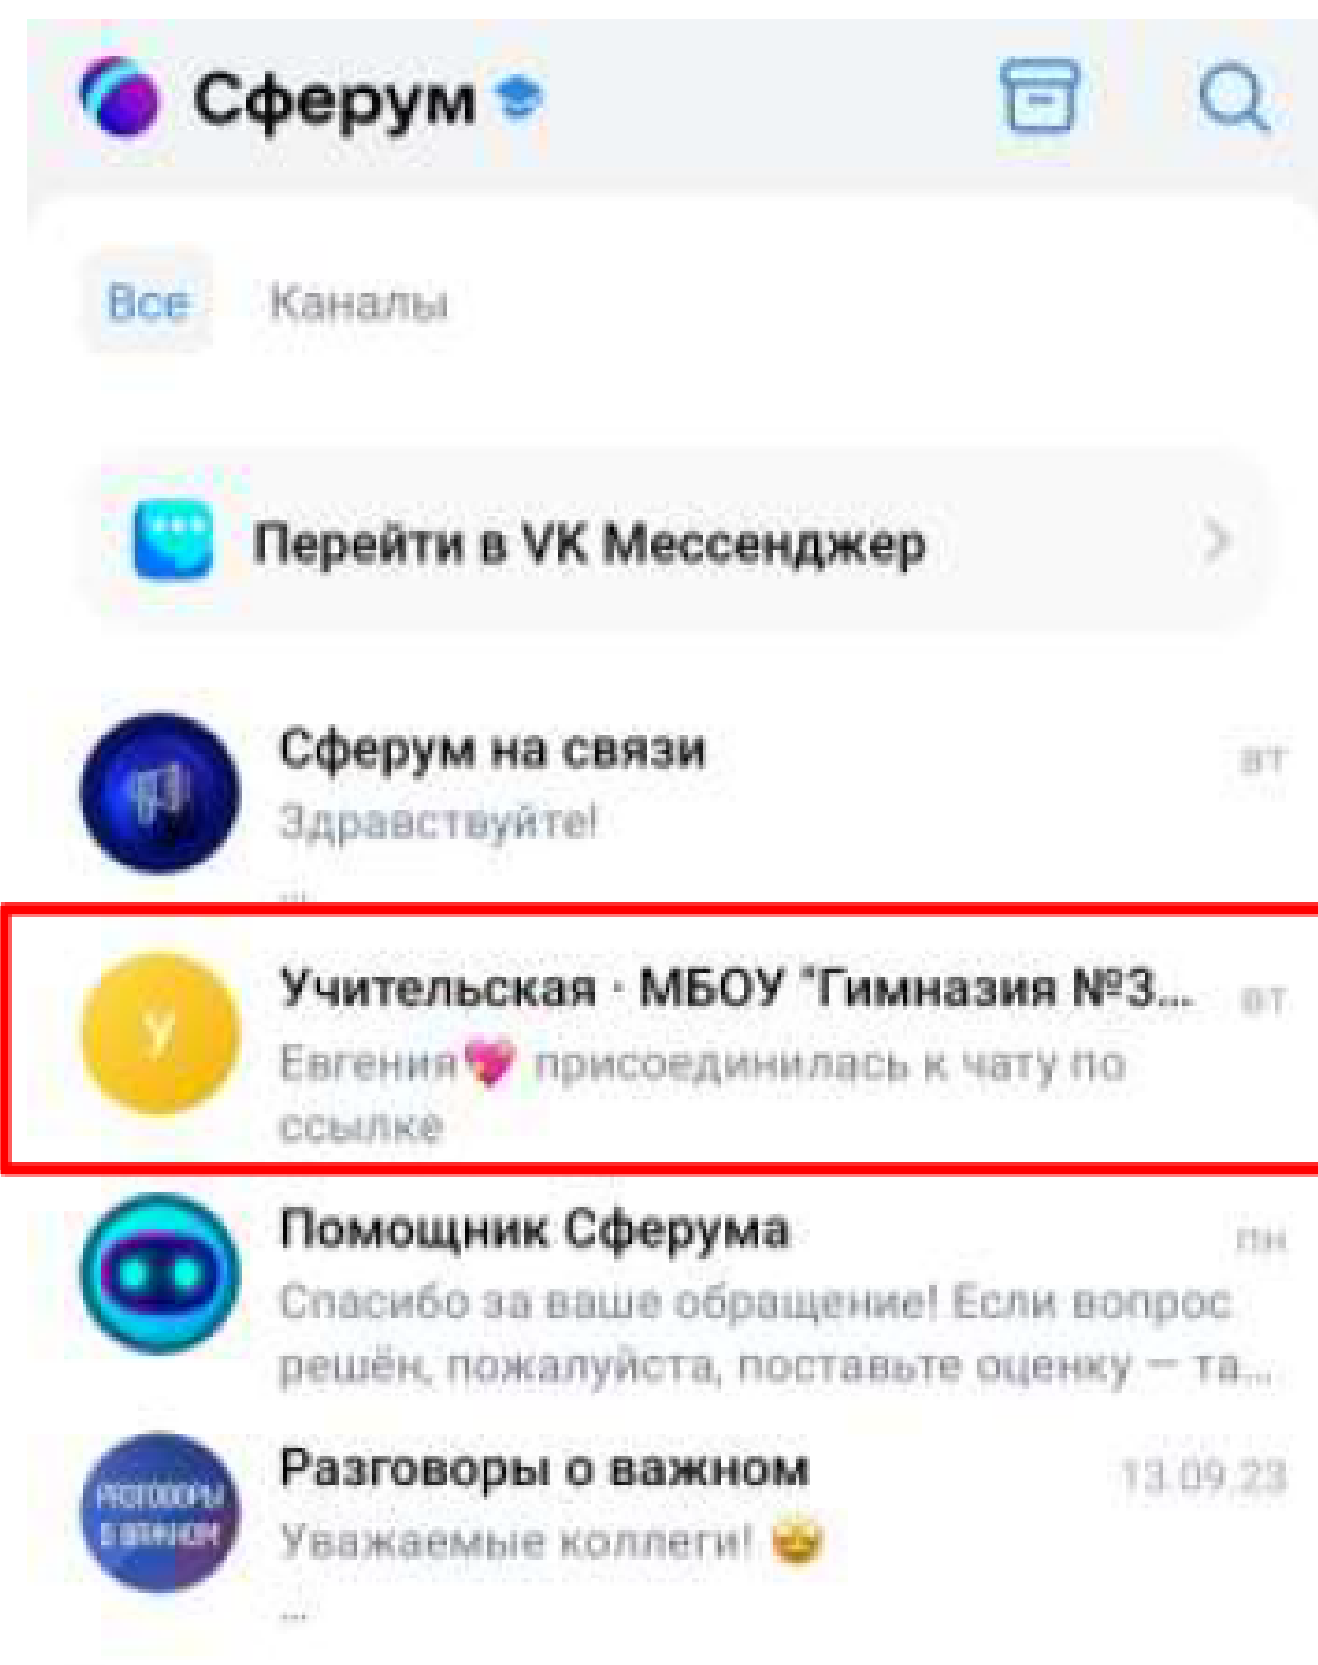 Сферум
Все Каналы
Перейти в VK Мессенджер
Сферум на связи вт
Здравствуйте!
...
Учительская · МБОУ "Гимназия №3... вт
У
Евгения💖 присоединилась к чату по
ссылке
Помощник Сферума пн
Спасибо за ваше обращение! Если вопрос
решён, пожалуйста, поставьте оценку — та...
Разговоры о важном 13.09.23
РАЗГОВОРЫ
О ВАЖНОМ
Уважаемые коллеги! 🤩
...